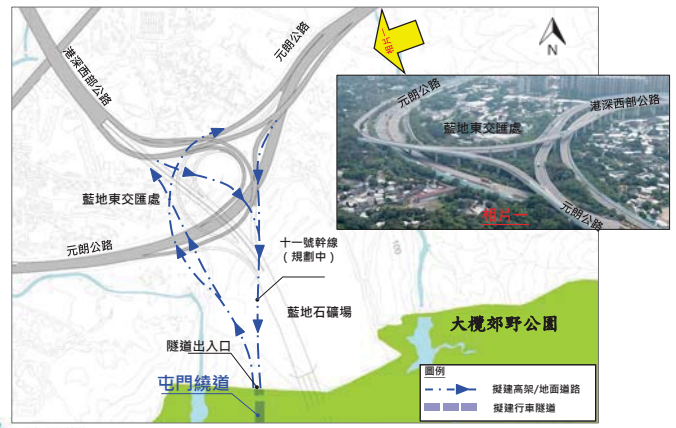 元朗公路
相片一
N
港深西部公路
元朗公路
港深西部公路
藍地東交匯處
藍地東交匯處
相片一
元朗公路
元朗公路
十一號幹線
（規劃中）
100
藍地石礦場
大欖郊野公園
隧道出入口
屯門繞道
圖例
擬建高架/地面道路
擬建行車隧道